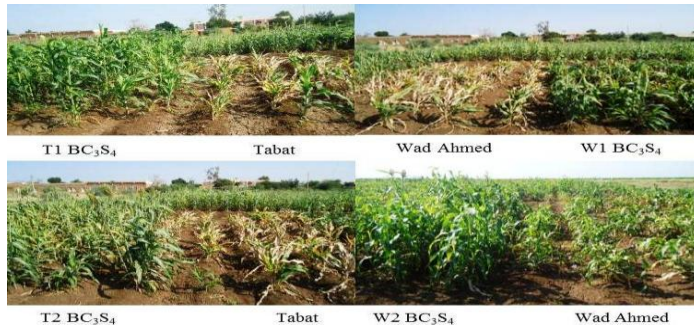 T1 BC₃S₄ Tabat Wad Ahmed W1 BC₃S₄
T2 BC₃S₄ Tabat W2 BC₃S₄ Wad Ahmed